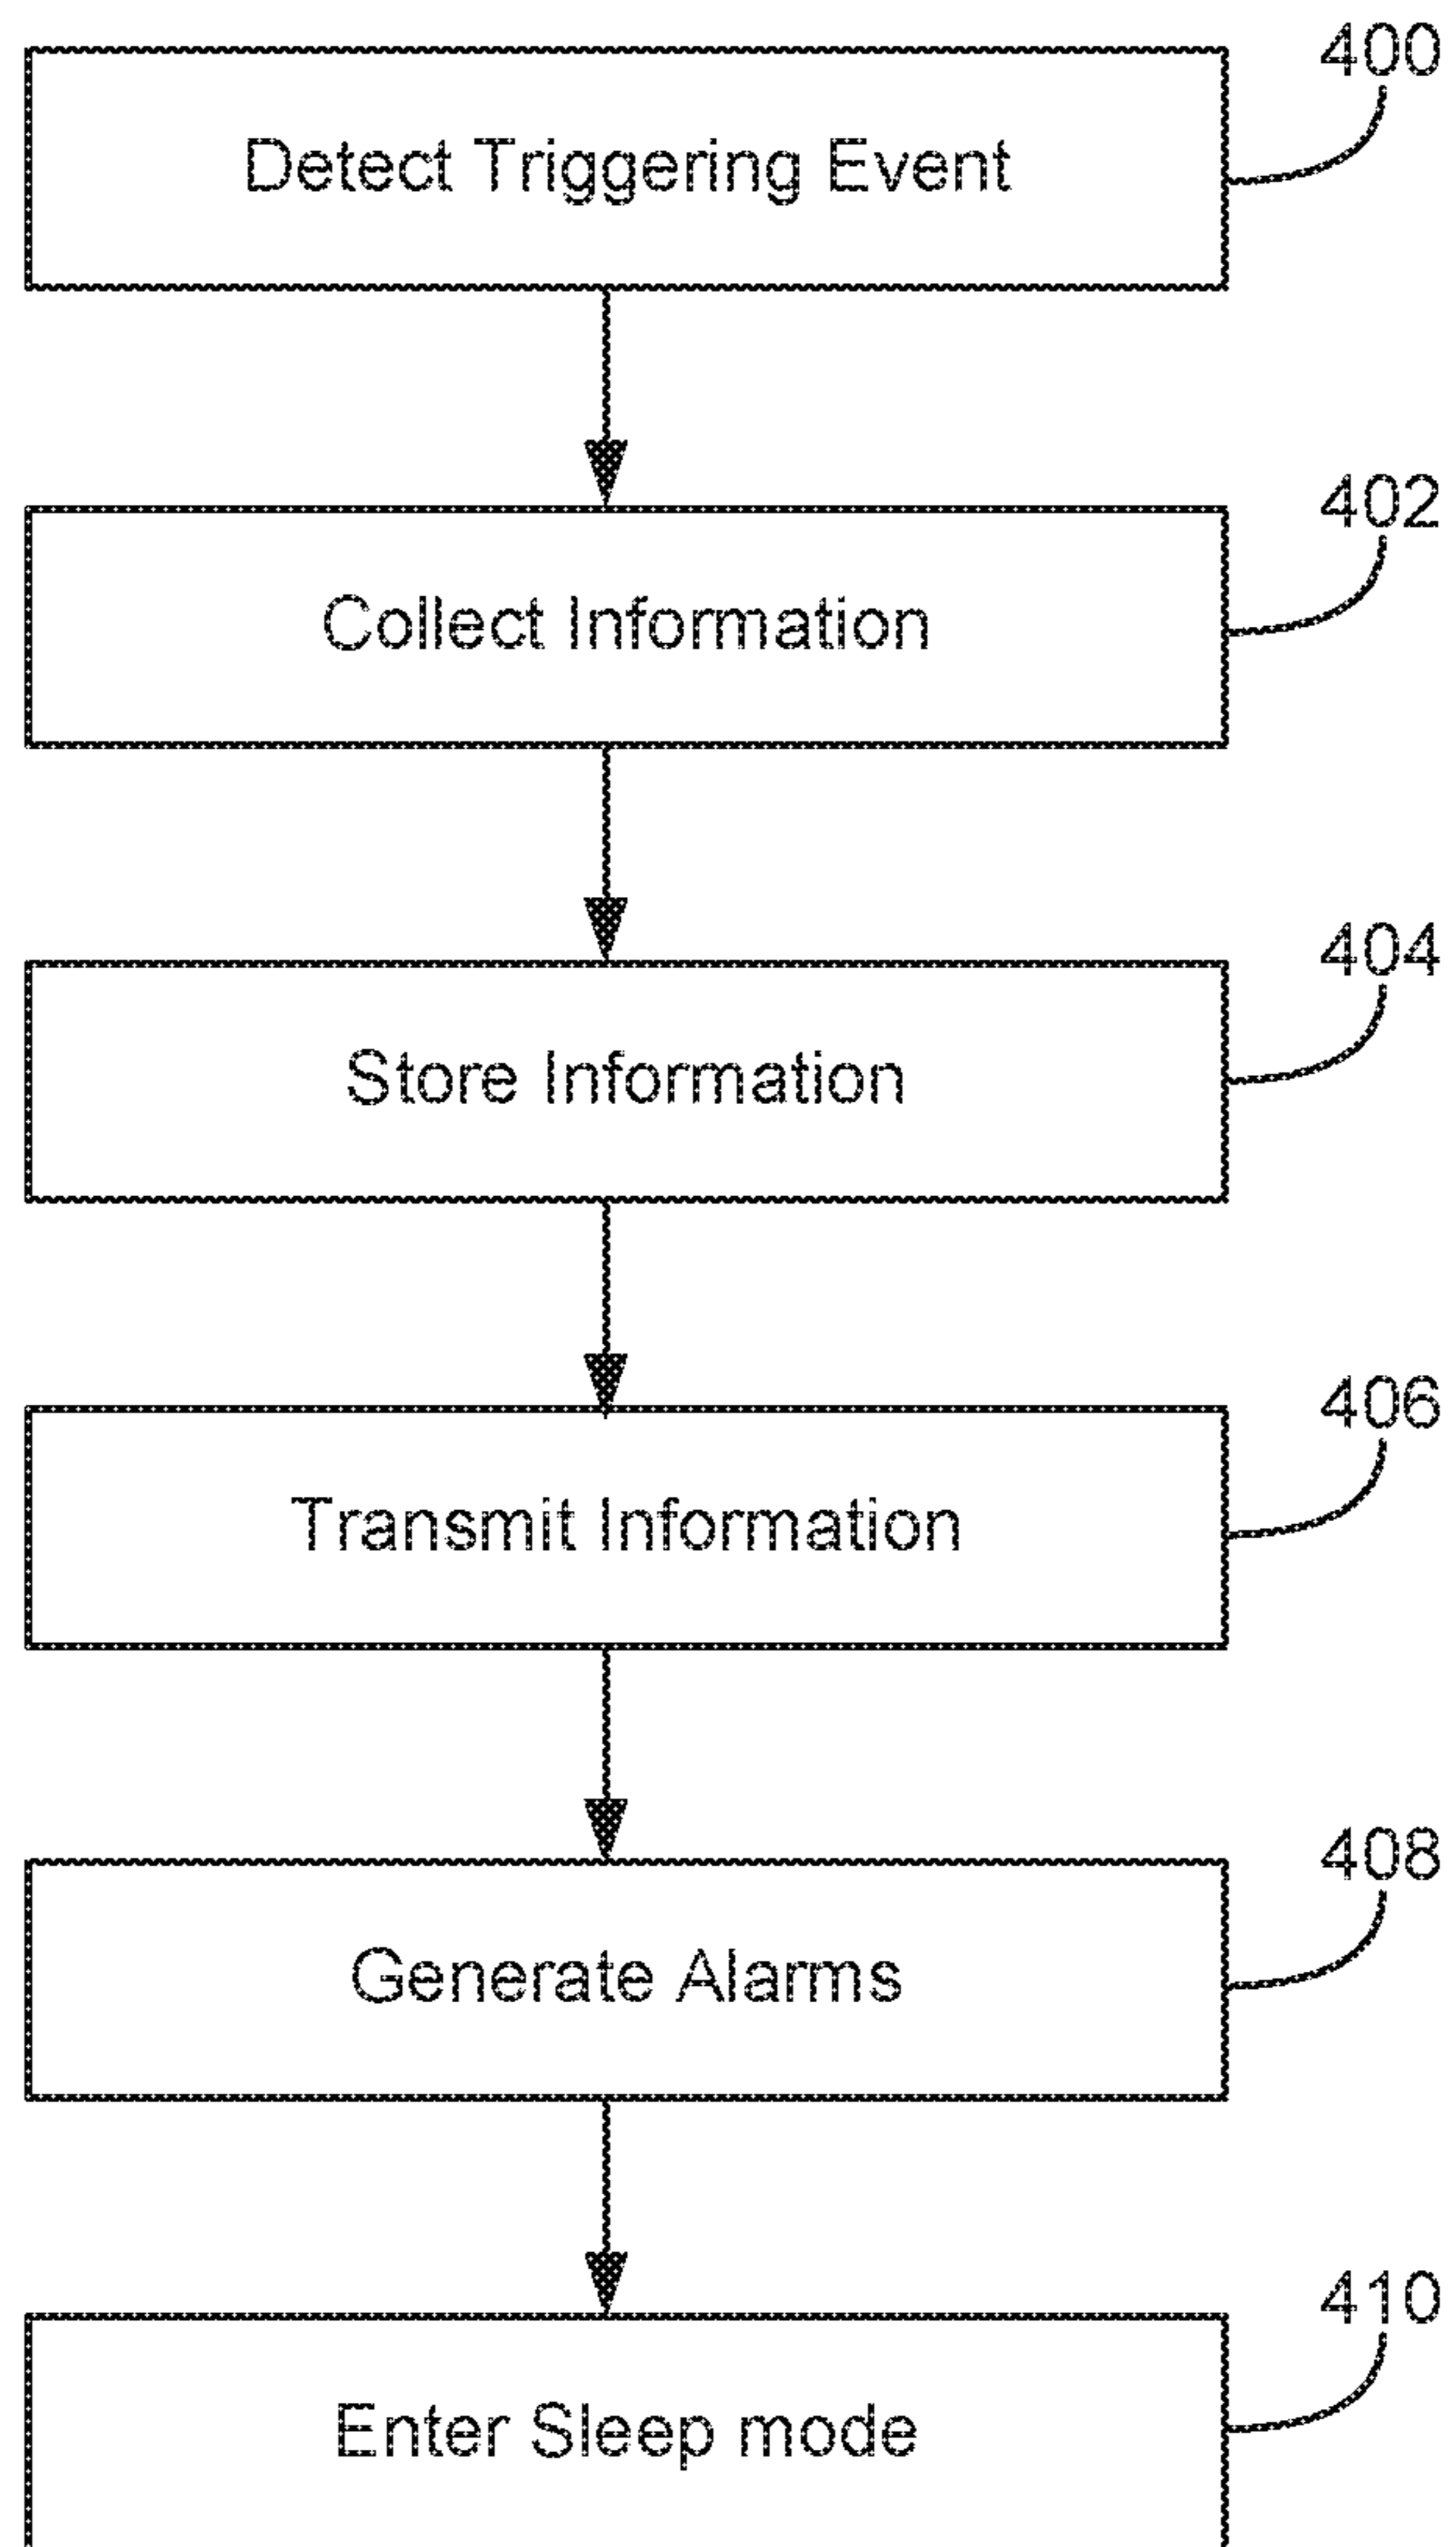 400
Detect Triggering Event
402
Collect Information
404
Store Information
406
Transmit Information
408
Generate Alarms
410
Enter Sleep mode